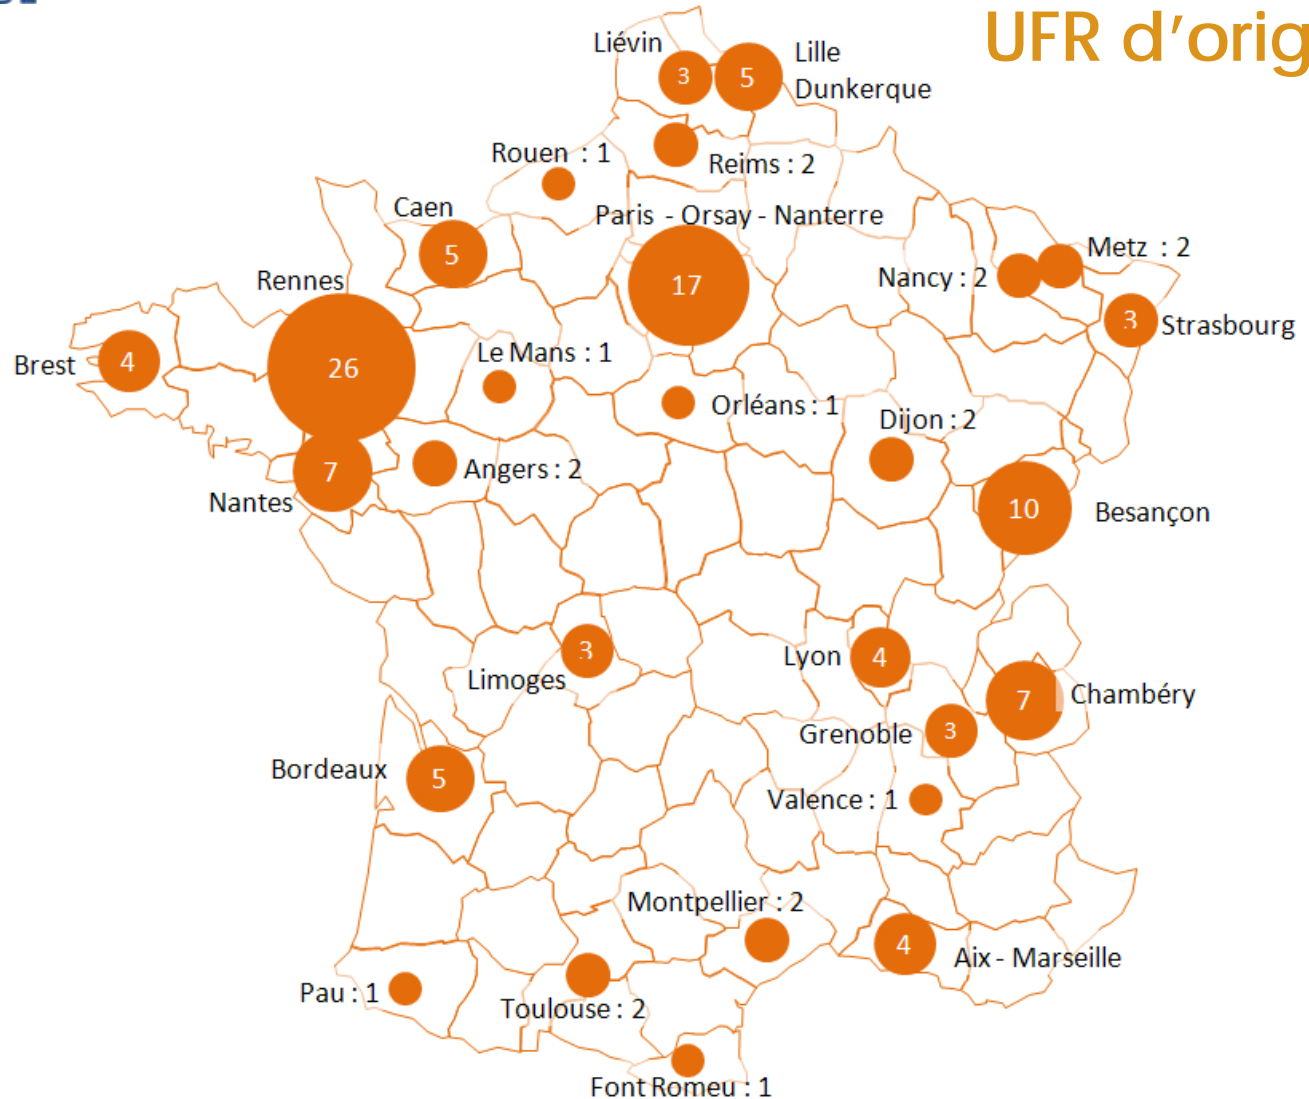 UFR d'orig
Liévin
3
5
Lille
Dunkerque
Rouen : 1
Reims : 2
Caen
5
Paris - Orsay - Nanterre
17
Nancy : 2
Metz : 2
3
Strasbourg
Rennes
26
Brest
4
Le Mans : 1
Orléans : 1
Dijon : 2
7
Nantes
Angers : 2
10
Besançon
3
Limoges
Lyon
4
7
Chambéry
Grenoble
3
Bordeaux
5
Valence : 1
Montpellier : 2
4
Aix - Marseille
Pau : 1
Toulouse : 2
Font Romeu : 1